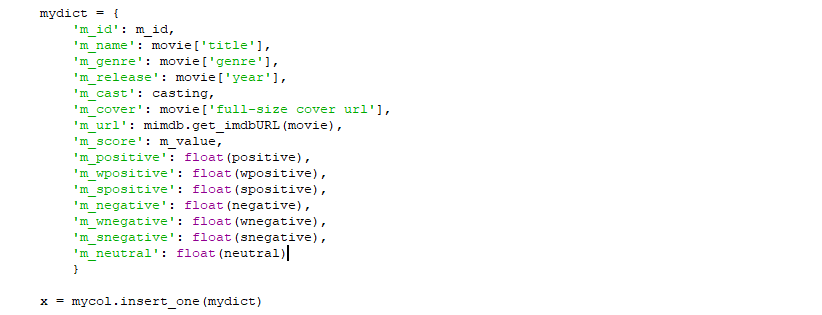 mydict = {
'm_id': m_id,
'm_name': movie['title'],
'm_genre': movie['genre'],
'm_release': movie['year'],
'm_cast': casting,
'm_cover': movie['full-size cover url'],
'm_url': mimdb.get_imdbURL(movie),
'm_score': m_value,
'm_positive': float(positive),
'm_wpositive': float(wpositive),
'm_spositive': float(spositive),
'm_negative': float(negative),
'm_wnegative': float(wnegative),
'm_snegative': float(snegative),
'm_neutral': float(neutral)
}
x = mycol.insert_one(mydict)